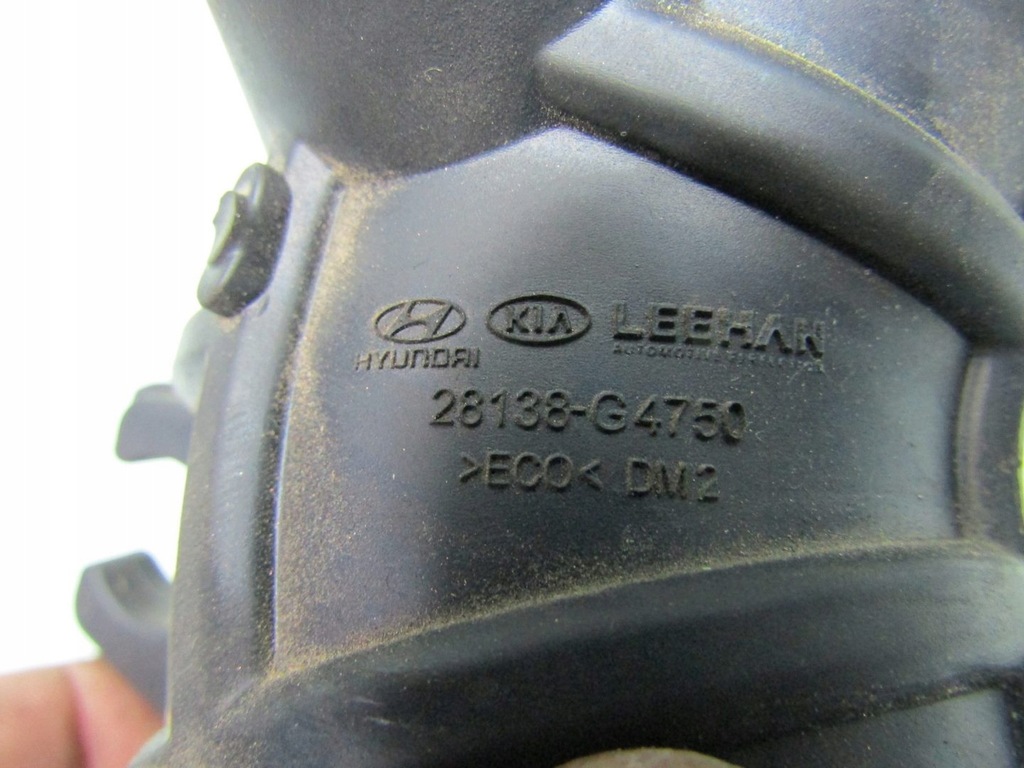 HYUNDAI KIA LEEHAN
28138-G4750
>ECO< DM2